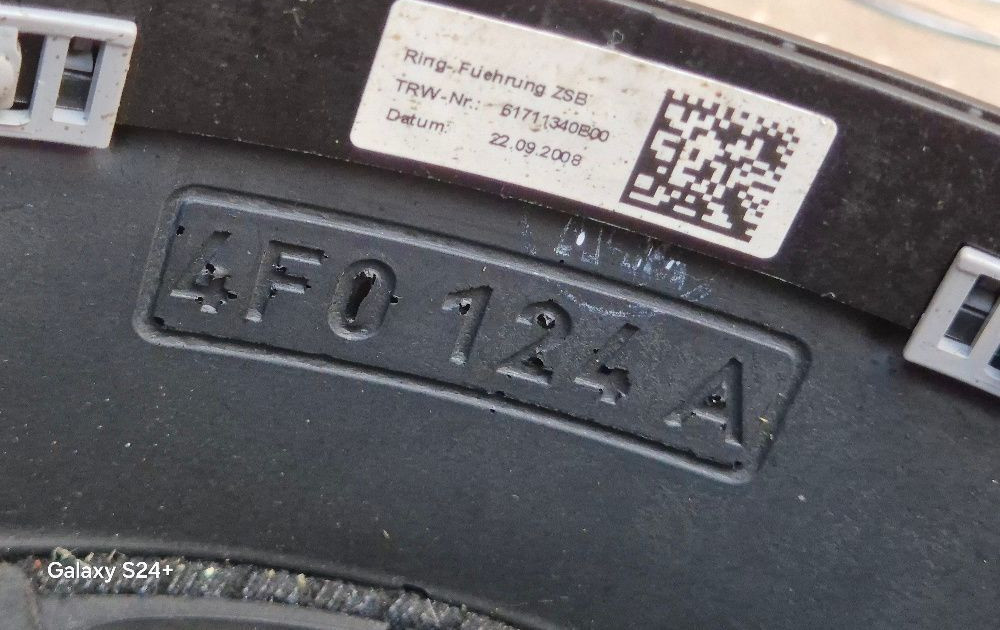 Ring-Fuehrung ZSB
TRW-Nr.: 61711340B00
Datum: 22.09.2008
4F0 124 A
Galaxy S24+